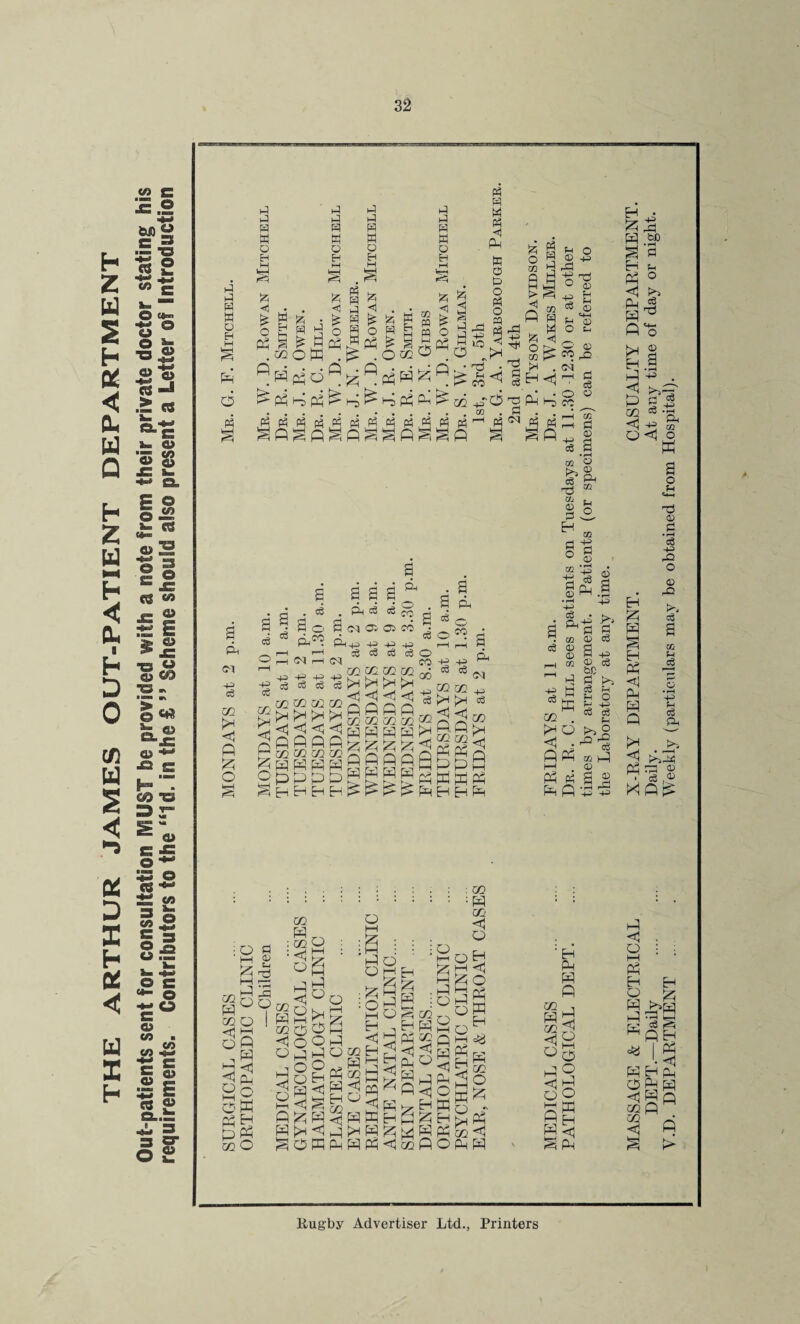 32
THE ARTHUR JAMES OUT-PATIENT DEPARTMENT
Out-patients sent for consultation MUST be provided with a note from their private doctor stating his
requirements. Contributors to the "1d. in the £" Scheme should also present a Letter of Introduction
SURGICAL CASES ... MONDAYS at 2 p.m. MR. G. F. MITCHELL.
ORTHOPAEDIC CLINIC
—Children ... MONDAYS at 10 a.m. MR. W. D. ROWAN MITCHELL
MEDICAL CASES ... TUESDAYS at 11 a.m. DR. R. E. SMITH.
GYNAECOLOGICAL CASES TUESDAYS at 2 p.m. MR. J. R. OWEN.
HAEMATOLOGY CLINIC TUESDAYS at 11.30 a.m. DR. R. C. HILL.
PLASTER CLINIC ... TUESDAYS at 2 p.m. MR. W. D. ROWAN MITCHELL
EYE CASES ... WEDNESDAYS at 2 p.m. DR. J. N. WHEELER.
REHABILITATION CLINIC WEDNESDAYS at 9 a.m. MR. W. D. ROWAN MITCHELL
ANTE-NATAL CLINIC... WEDNESDAYS at 9 a.m. MR. J. R. OWEN.
SKIN DEPARTMENT ... WEDNESDAYS at 3.30 p.m. DR. R. E. SMITH.
DENTAL CASES... FRIDAYS at 8.30 a.m. MR. P. N. GIBBS
ORTHOPAEDIC CLINIC ... THURSDAYS at 10 a.m. MR. W. D. ROWAN MITCHELL
PSYCHIATRIC CLINIC ... THURSDAYS at 1.30 p.m. DR. S. W. GILLMAN.
EAR, NOSE & THROAT CASES FRIDAYS at 2 p.m. 1st, 3rd, 5th
MR. G. A. YARBOROUGH PARKER.
2nd and 4th
MR. TYDSON.
MEDICAL CASES ... FRIDAYS at 11 a.m. DR. J. A. WAKES MILLER.
PATHOLOGICAL DEPT. ... DR. R. C. HILL sees patients on Tuesdays at 11.30-12.30 or at other
times by arrangement. Patients (or specimens) can be referred to
the Laboratory at any time.
MASSAGE & ELECTRICAL
DEPT.—Daily
V.D. DEPARTMENT ...
X-RAY DEPARTMENT.
Daily.
CASUALTY DEPARTMENT.
At any time of day or night.
Weekly (particulars may be obtained from Hospital).
Rugby Advertiser Ltd., Printers